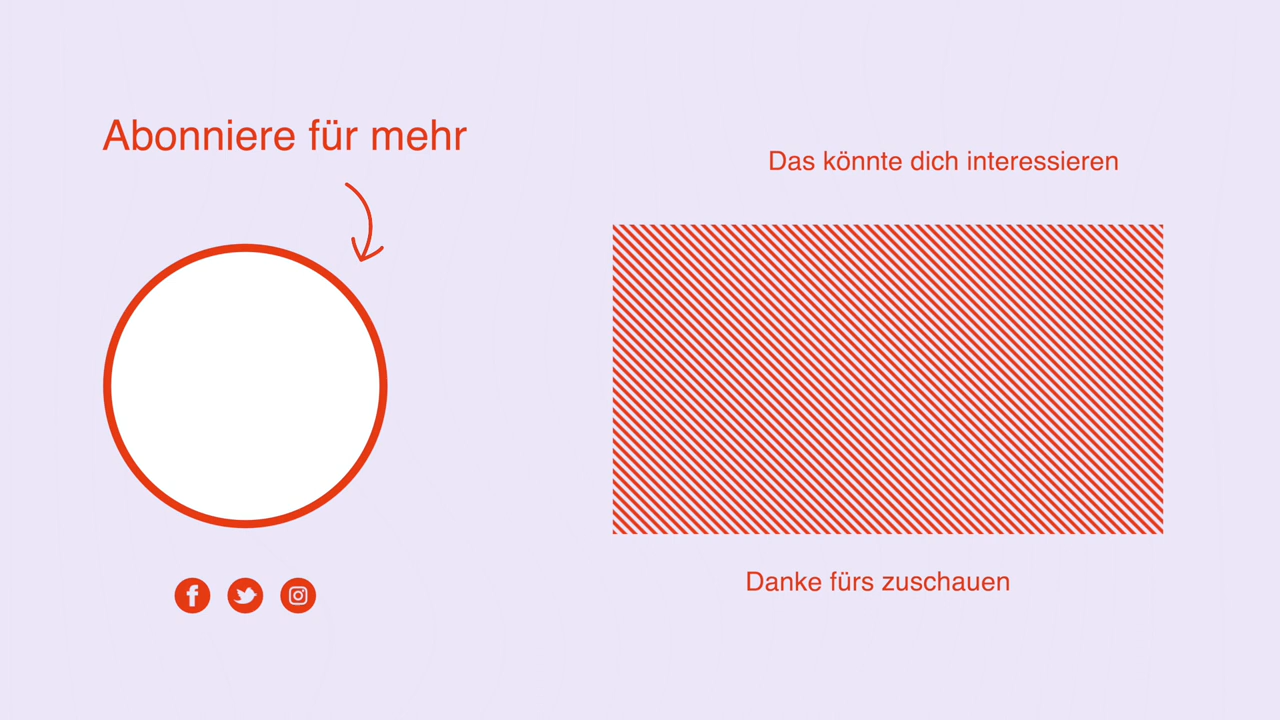 Abonniere für mehr
Das könnte dich interessieren
Danke fürs zuschauen